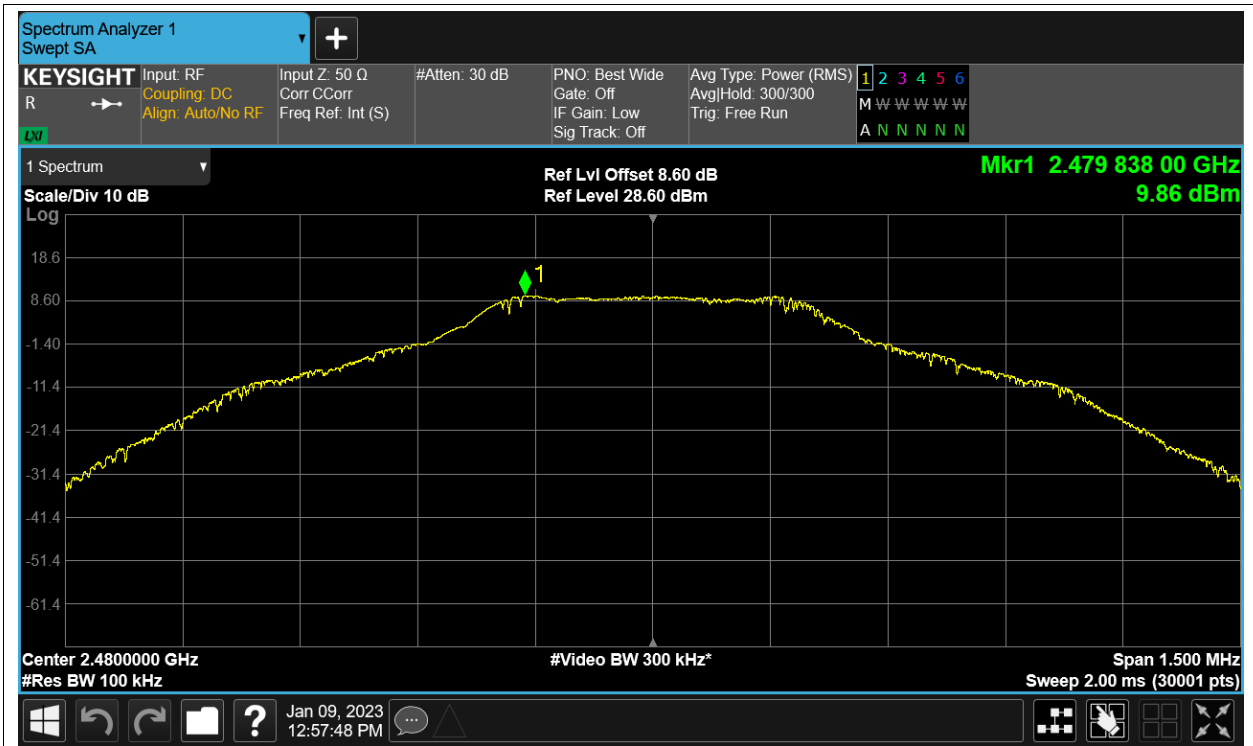 Spectrum Analyzer 1
Swept SA
+
KEYSIGHT
R
LXI
Input: RF
Coupling: DC
Align: Auto/No RF
Input Z: 50 Ω
Corr CCorr
Freq Ref: Int (S)
#Atten: 30 dB
PNO: Best Wide
Gate: Off
IF Gain: Low
Sig Track: Off
Avg Type: Power (RMS)
Avg|Hold: 300/300
Trig: Free Run
1 2 3 4 5 6
M W W W W W
A N N N N N
1 Spectrum
Scale/Div 10 dB
Ref Lvl Offset 8.60 dB
Ref Level 28.60 dBm
Mkr1 2.479 838 00 GHz
9.86 dBm
Log
1
18.6
8.60
-1.40
-11.4
-21.4
-31.4
-41.4
-51.4
-61.4
Center 2.4800000 GHz
#Res BW 100 kHz
#Video BW 300 kHz*
Span 1.500 MHz
Sweep 2.00 ms (30001 pts)
?
Jan 09, 2023
12:57:48 PM